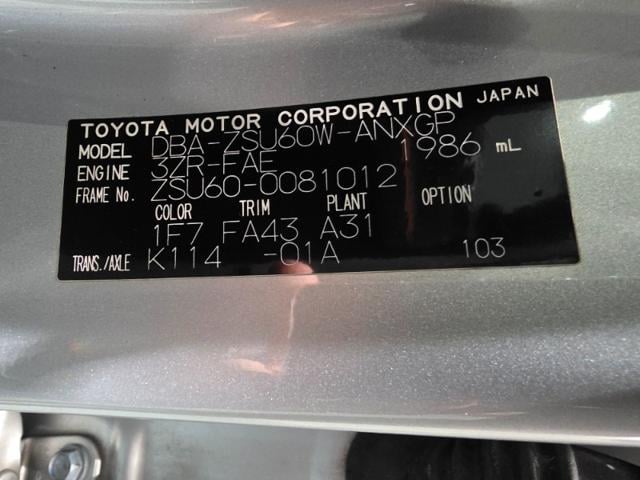 TOYOTA MOTOR CORPORATION JAPAN
MODEL DBA-ZSU60W-ANXGP
ENGINE 3ZR-FAE 1986 mL
FRAME No. ZSU60-0081012
COLOR TRIM PLANT OPTION
1F7 FA43 A31
TRANS./AXLE K114 -01A 103